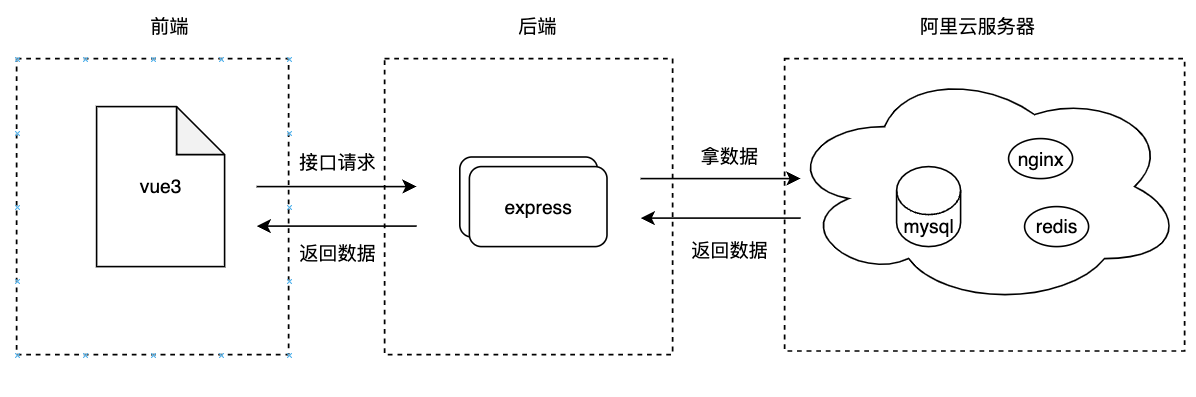 前端
后端
阿里云服务器
vue3
接口请求
返回数据
express
拿数据
返回数据
nginx
mysql
redis